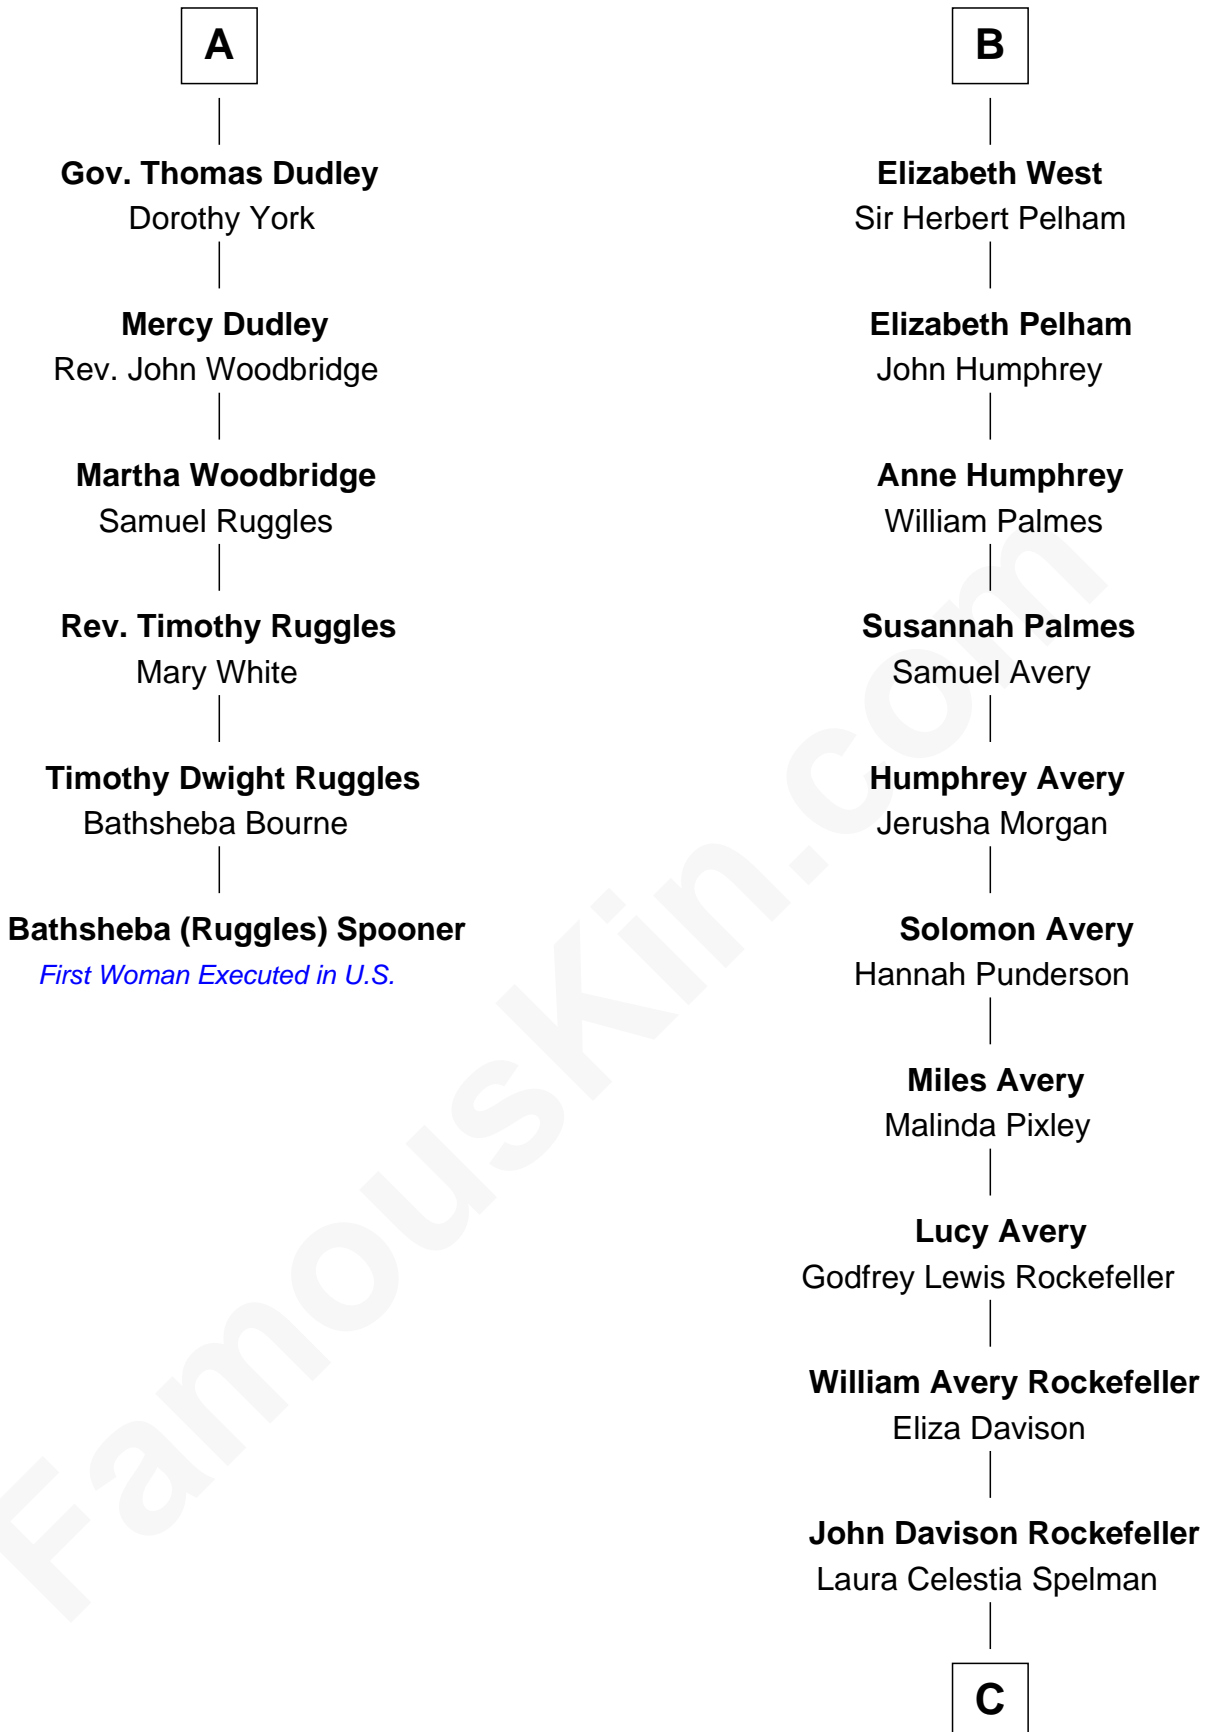 A
Gov. Thomas Dudley
Dorothy York
Mercy Dudley
Rev. John Woodbridge
Martha Woodbridge
Samuel Ruggles
Rev. Timothy Ruggles
Mary White
Timothy Dwight Ruggles
Bathsheba Bourne
Bathsheba (Ruggles) Spooner
First Woman Executed in U.S.
B
Elizabeth West
Sir Herbert Pelham
Elizabeth Pelham
John Humphrey
Anne Humphrey
William Palmes
Susannah Palmes
Samuel Avery
Humphrey Avery
Jerusha Morgan
Solomon Avery
Hannah Punderson
Miles Avery
Malinda Pixley
Lucy Avery
Godfrey Lewis Rockefeller
William Avery Rockefeller
Eliza Davison
John Davison Rockefeller
Laura Celestia Spelman
C
FamousKin.com